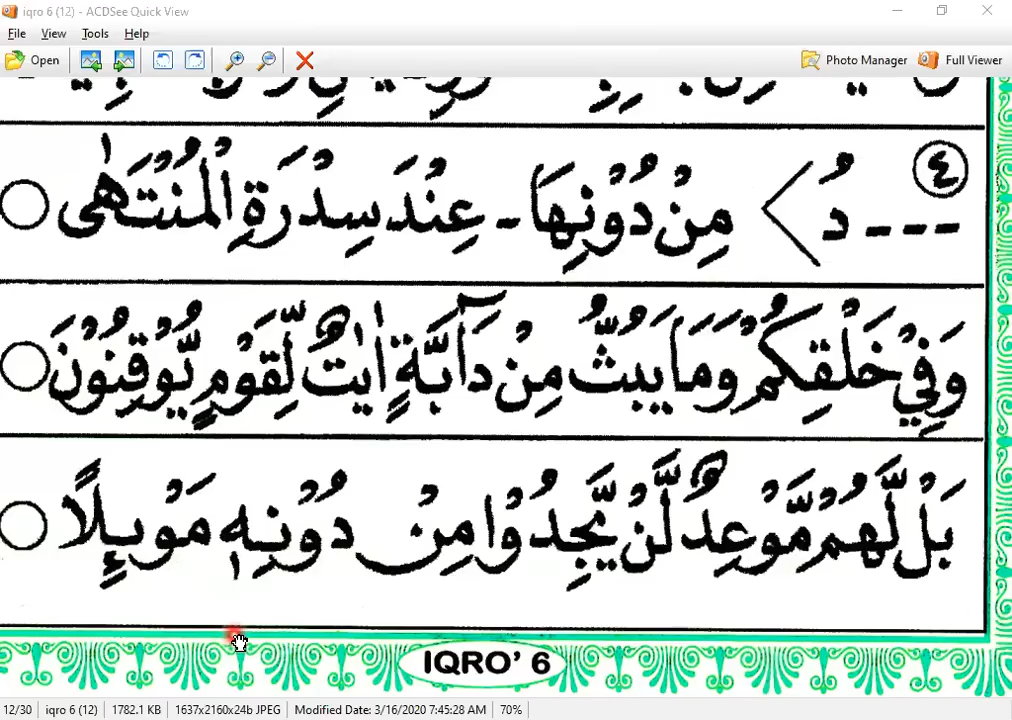 iqro 6 (12) - ACDSee Quick View
File View Tools Help
Open Photo Manager Full Viewer
٤
--- دُ > مِنْ دُوْنِهَا - عِنْدَ سِدْرَةِ الْمُنْتَهٰى
وَفِيْ خَلْقِكُمْ وَمَا يَبُثُّ مِنْ دَآبَّةٍ اٰيٰتٌ لِّقَوْمٍ يُّوْقِنُوْنَ
بَلْ لَّهُمْ مَّوْعِدٌ لَّنْ يَّجِدُوْا مِنْ دُوْنِهٖ مَوْىِٕلًا
IQRO' 6
12/30 iqro 6 (12) 1782.1 KB 1637x2160x24b JPEG Modified Date: 3/16/2020 7:45:28 AM 70%